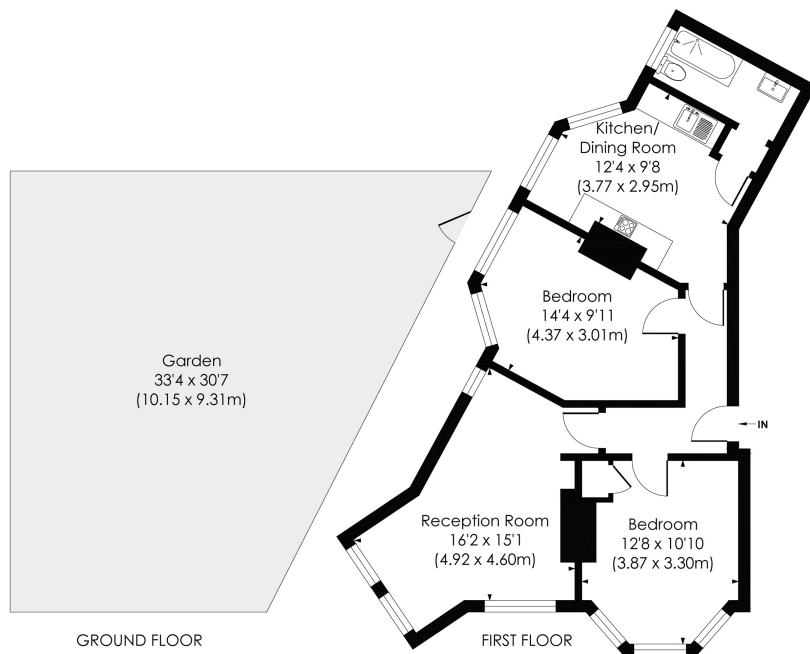 Kitchen/
Dining Room
12'4 x 9'8
(3.77 x 2.95m)
Bedroom
14'4 x 9'11
(4.37 x 3.01m)
Garden
33'4 x 30'7
(10.15 x 9.31m)
IN
Reception Room
16'2 x 15'1
(4.92 x 4.60m)
Bedroom
12'8 x 10'10
(3.87 x 3.30m)
GROUND FLOOR
FIRST FLOOR